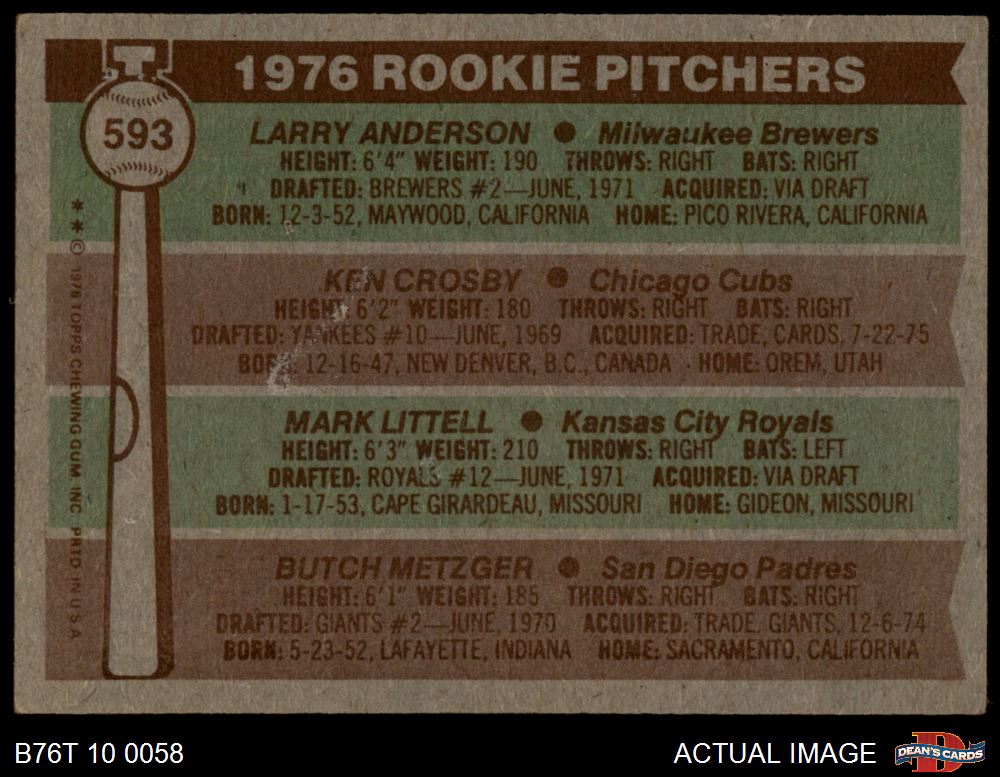 1976 ROOKIE PITCHERS
593
LARRY ANDERSON ● Milwaukee Brewers
HEIGHT: 6'4" WEIGHT: 190 THROWS: RIGHT BATS: RIGHT
DRAFTED: BREWERS #2—JUNE, 1971 ACQUIRED: VIA DRAFT
BORN: 12-3-52, MAYWOOD, CALIFORNIA HOME: PICO RIVERA, CALIFORNIA
KEN CROSBY ● Chicago Cubs
HEIGHT: 6'2" WEIGHT: 180 THROWS: RIGHT BATS: RIGHT
DRAFTED: YANKEES #10—JUNE, 1969 ACQUIRED: TRADE, CARDS, 7-22-75
BORN: 12-16-47, NEW DENVER, B.C., CANADA HOME: OREM, UTAH
MARK LITTELL ● Kansas City Royals
HEIGHT: 6'3" WEIGHT: 210 THROWS: RIGHT BATS: LEFT
DRAFTED: ROYALS #12—JUNE, 1971 ACQUIRED: VIA DRAFT
BORN: 1-17-53, CAPE GIRARDEAU, MISSOURI HOME: GIDEON, MISSOURI
BUTCH METZGER ● San Diego Padres
HEIGHT: 6'1" WEIGHT: 185 THROWS: RIGHT BATS: RIGHT
DRAFTED: GIANTS #2—JUNE, 1970 ACQUIRED: TRADE, GIANTS, 12-6-74
BORN: 5-23-52, LAFAYETTE, INDIANA HOME: SACRAMENTO, CALIFORNIA
** © 1976 TOPPS CHEWING GUM, INC. PRTD. IN U.S.A.
B76T 10 0058
ACTUAL IMAGE
DEAN'S CARDS